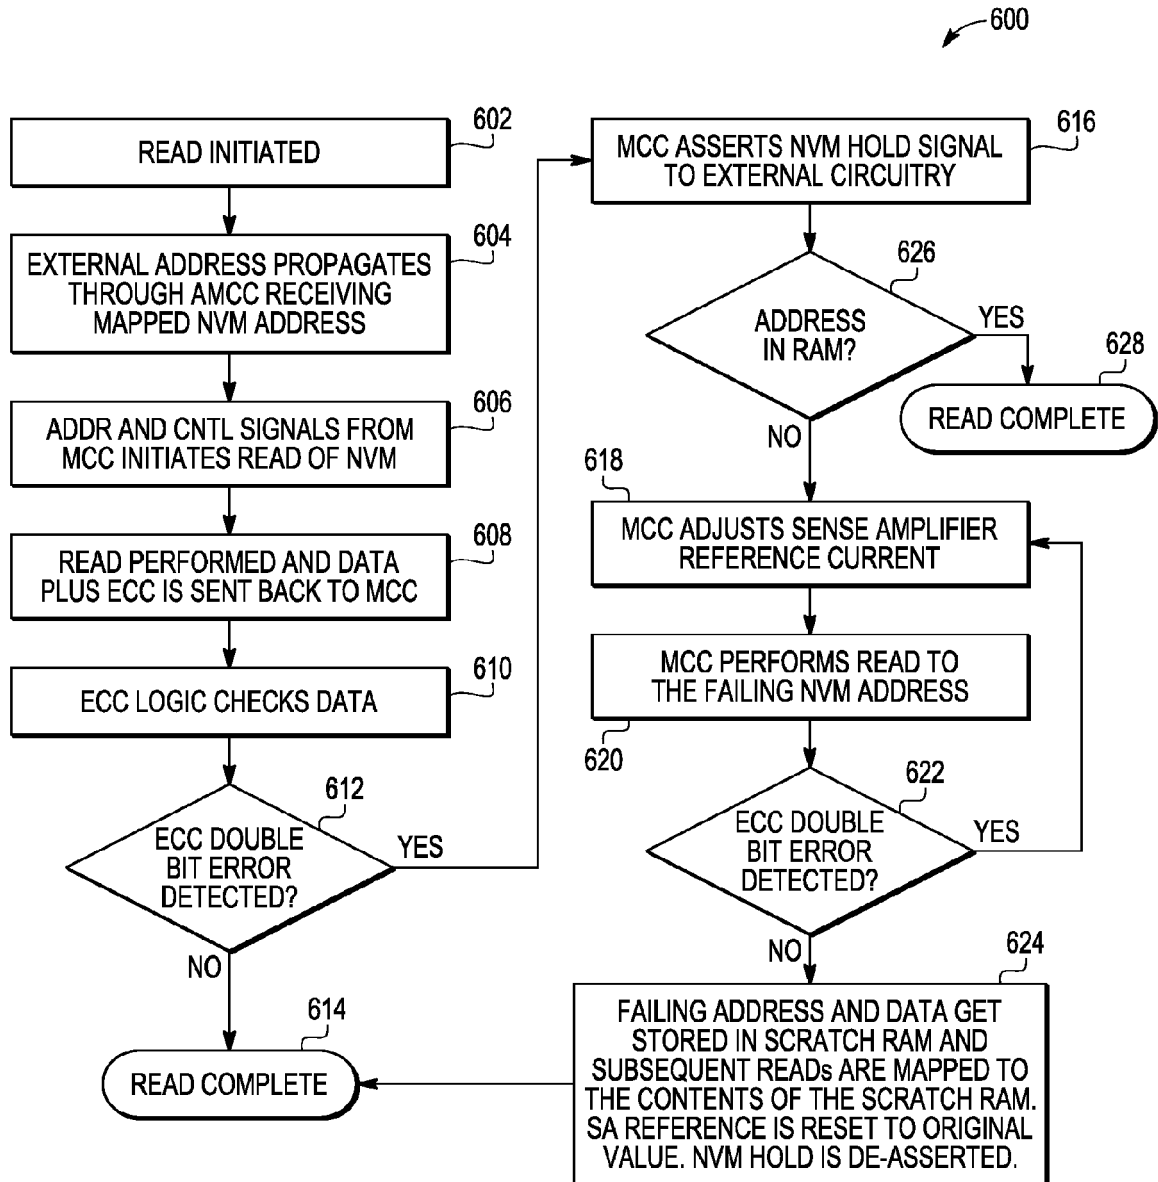 600
602
READ INITIATED
604
EXTERNAL ADDRESS PROPAGATES
THROUGH AMCC RECEIVING
MAPPED NVM ADDRESS
606
ADDR AND CNTL SIGNALS FROM
MCC INITIATES READ OF NVM
608
READ PERFORMED AND DATA
PLUS ECC IS SENT BACK TO MCC
610
ECC LOGIC CHECKS DATA
612
ECC DOUBLE
BIT ERROR
DETECTED?
YES
NO
614
READ COMPLETE
616
MCC ASSERTS NVM HOLD SIGNAL
TO EXTERNAL CIRCUITRY
626
ADDRESS
IN RAM?
YES
628
READ COMPLETE
NO
618
MCC ADJUSTS SENSE AMPLIFIER
REFERENCE CURRENT
MCC PERFORMS READ TO
THE FAILING NVM ADDRESS
620
622
ECC DOUBLE
BIT ERROR
DETECTED?
YES
NO
624
FAILING ADDRESS AND DATA GET
STORED IN SCRATCH RAM AND
SUBSEQUENT READs ARE MAPPED TO
THE CONTENTS OF THE SCRATCH RAM.
SA REFERENCE IS RESET TO ORIGINAL
VALUE. NVM HOLD IS DE-ASSERTED.